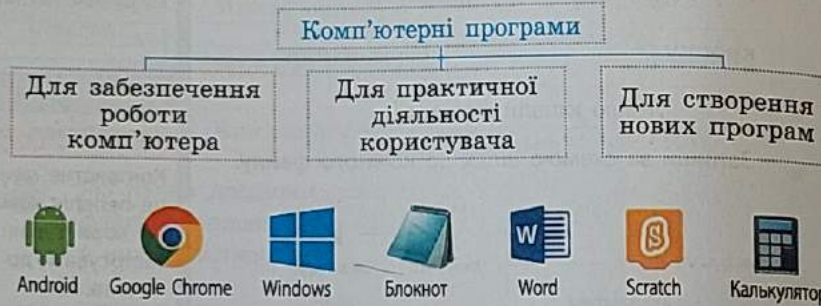 Комп’ютерні програми
Для забезпечення
роботи
комп’ютера
Для практичної
діяльності
користувача
Для створення
нових програм
W
S
Android
Google Chrome
Windows
Блокнот
Word
Scratch
Калькулятор